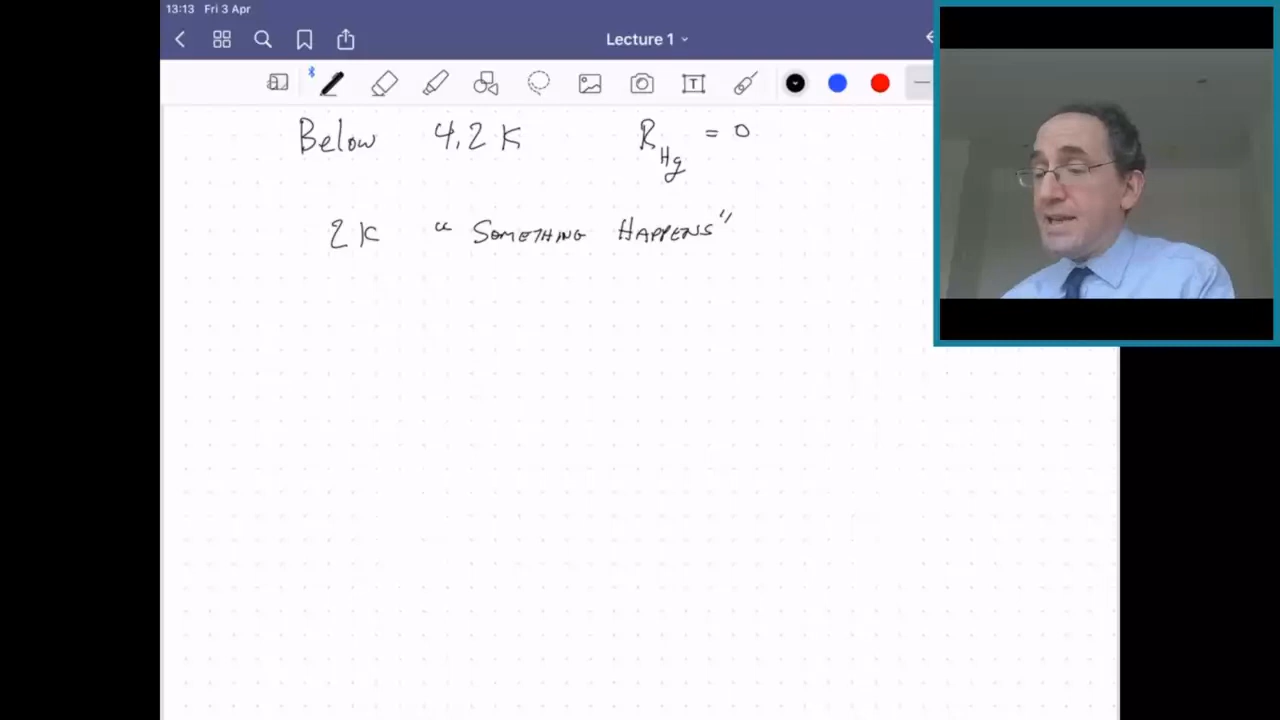 13:13 Fri 3 Apr
Lecture 1
T
Below 4.2 K R Hg = 0
2 K "SOMETHING HAPPENS"